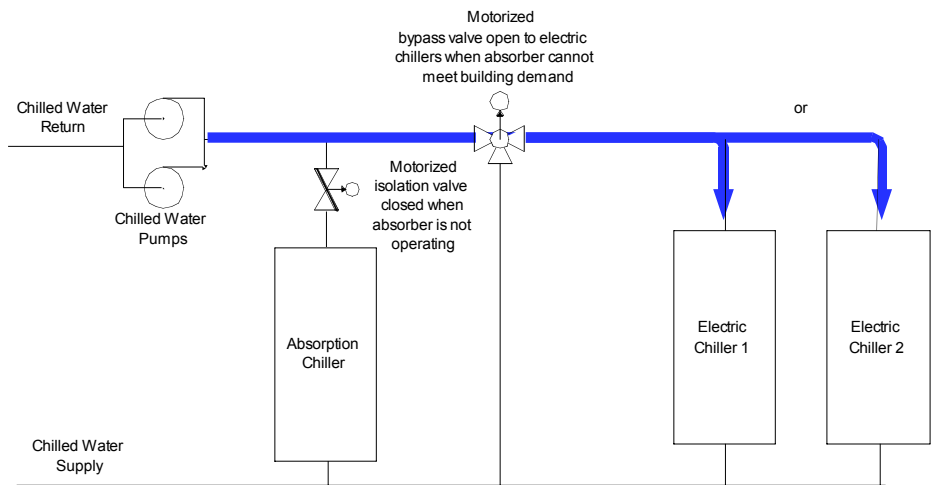 Motorized
bypass valve open to electric
chillers when absorber cannot
meet building demand
Chilled Water
Return
or
Motorized
isolation valve
closed when
absorber is not
operating
Chilled Water
Pumps
Absorption
Chiller
Electric
Chiller 1
Electric
Chiller 2
Chilled Water
Supply